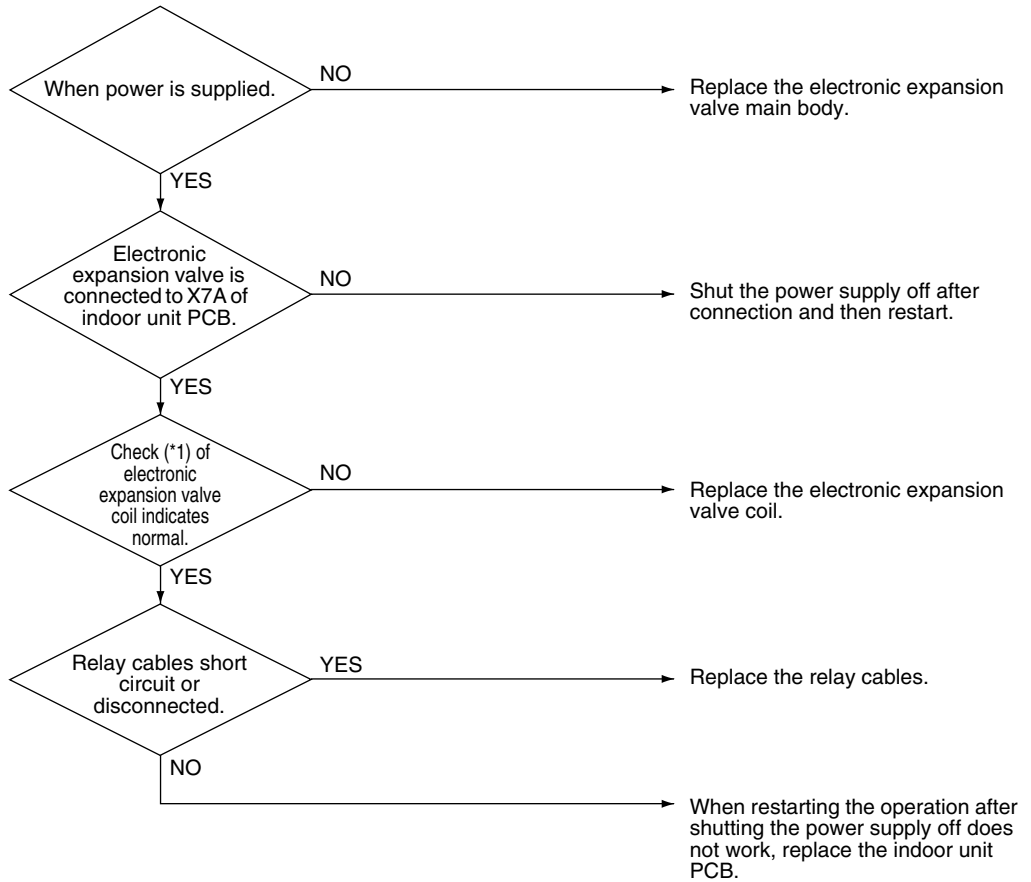 When power is supplied.
NO
Replace the electronic expansion
valve main body.
YES
Electronic
expansion valve is
connected to X7A of
indoor unit PCB.
NO
Shut the power supply off after
connection and then restart.
YES
Check (*1) of
electronic
expansion valve
coil indicates
normal.
NO
Replace the electronic expansion
valve coil.
YES
Relay cables short
circuit or
disconnected.
YES
Replace the relay cables.
NO
When restarting the operation after
shutting the power supply off does
not work, replace the indoor unit
PCB.